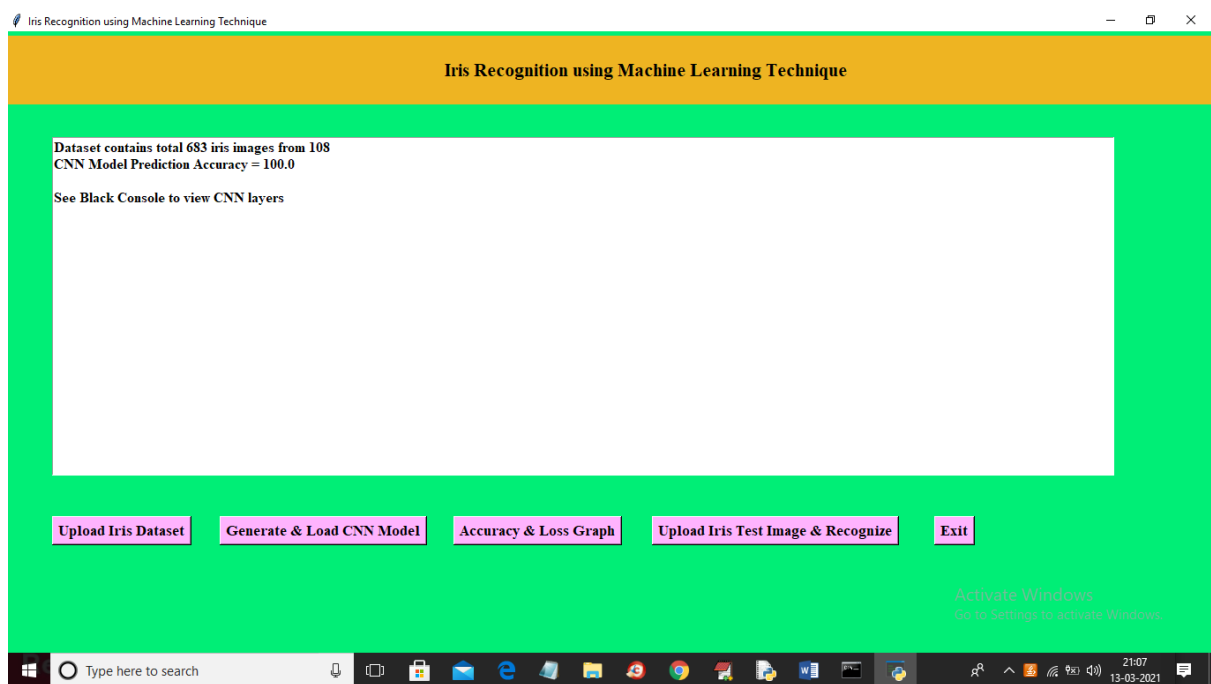 Iris Recognition using Machine Learning Technique
Iris Recognition using Machine Learning Technique
Dataset contains total 683 iris images from 108
CNN Model Prediction Accuracy = 100.0
See Black Console to view CNN layers
Upload Iris Dataset
Generate & Load CNN Model
Accuracy & Loss Graph
Upload Iris Test Image & Recognize
Exit
Activate Windows
Go to Settings to activate Windows.
Type here to search
21:07
13-03-2021